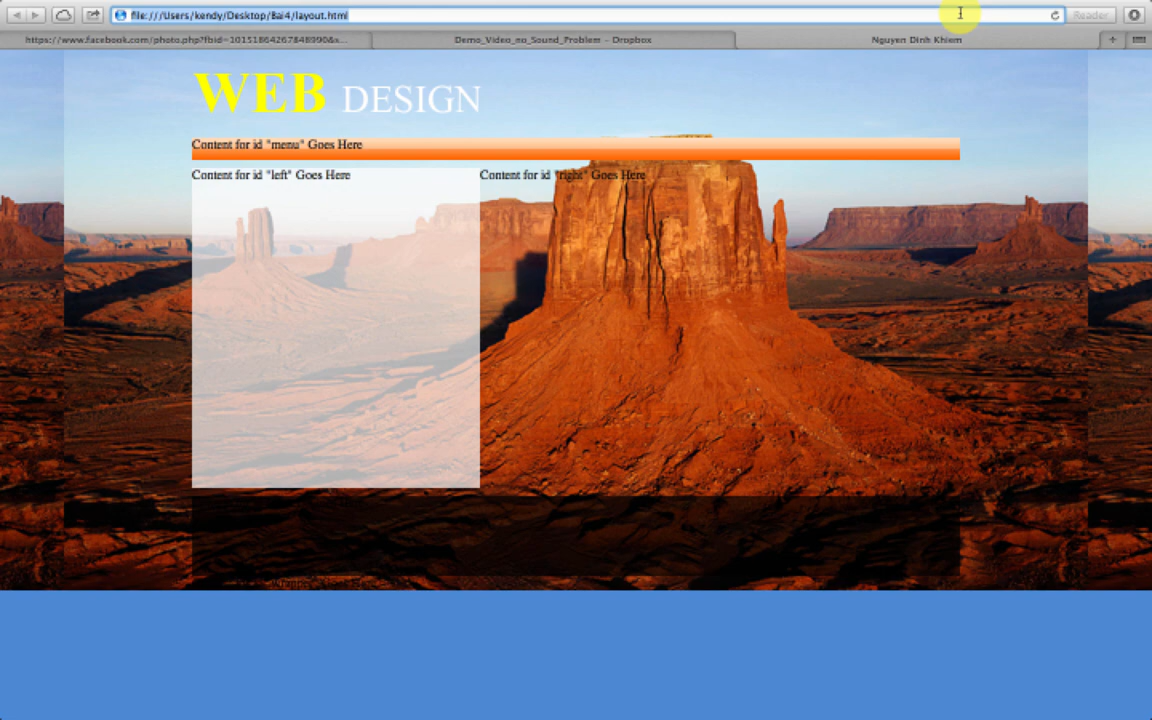 file:///Users/kendy/Desktop/Bai4/layout.html
Reader
https://www.facebook.com/photo.php?fbid=10151864267848990&s...
Demo_Video_no_Sound_Problem – Dropbox
Nguyen Dinh Khiem
WEB DESIGN
Content for id "menu" Goes Here
Content for id "left" Goes Here
Content for id "right" Goes Here